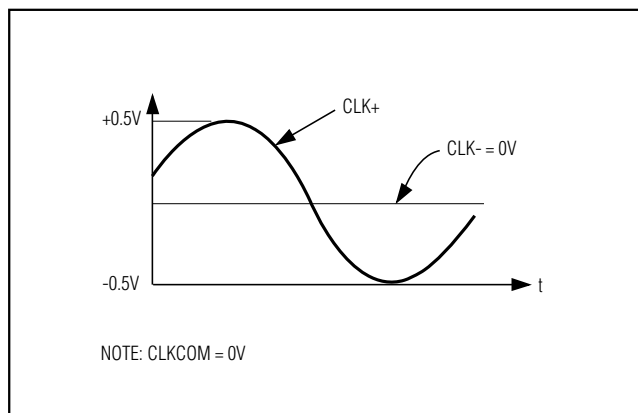 +0.5V
CLK+
CLK- = 0V
-0.5V
t
NOTE: CLKCOM = 0V